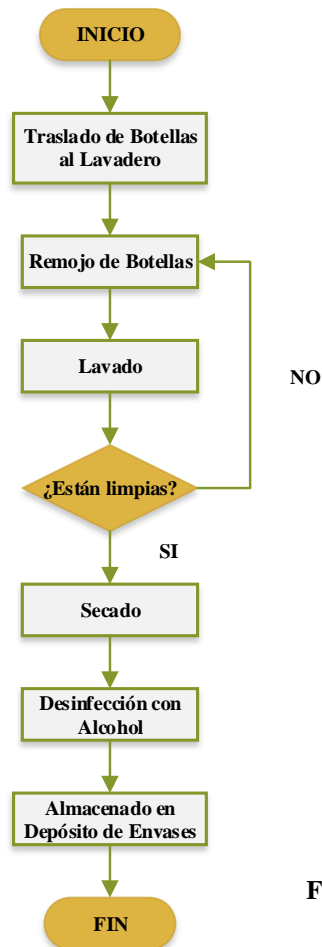 INICIO
Traslado de Botellas
al Lavadero
Remojo de Botellas
Lavado
NO
¿Están limpias?
SI
Secado
Desinfección con
Alcohol
Almacenado en
Depósito de Envases
F
FIN